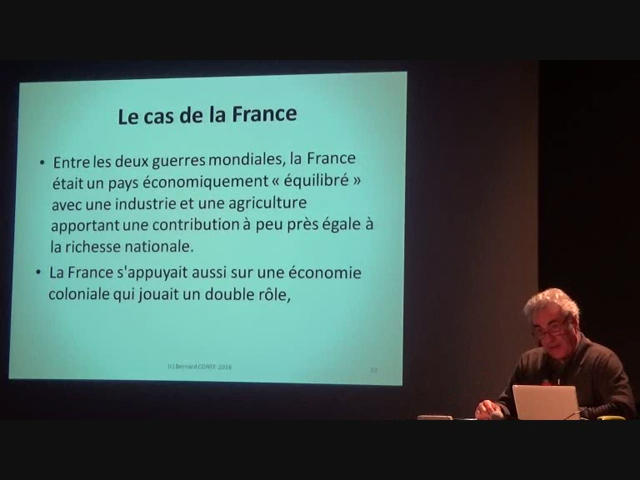 Le cas de la France
• Entre les deux guerres mondiales, la France
était un pays économiquement « équilibré »
avec une industrie et une agriculture
apportant une contribution à peu près égale à
la richesse nationale.
• La France s'appuyait aussi sur une économie
coloniale qui jouait un double rôle,
Bernard 2016